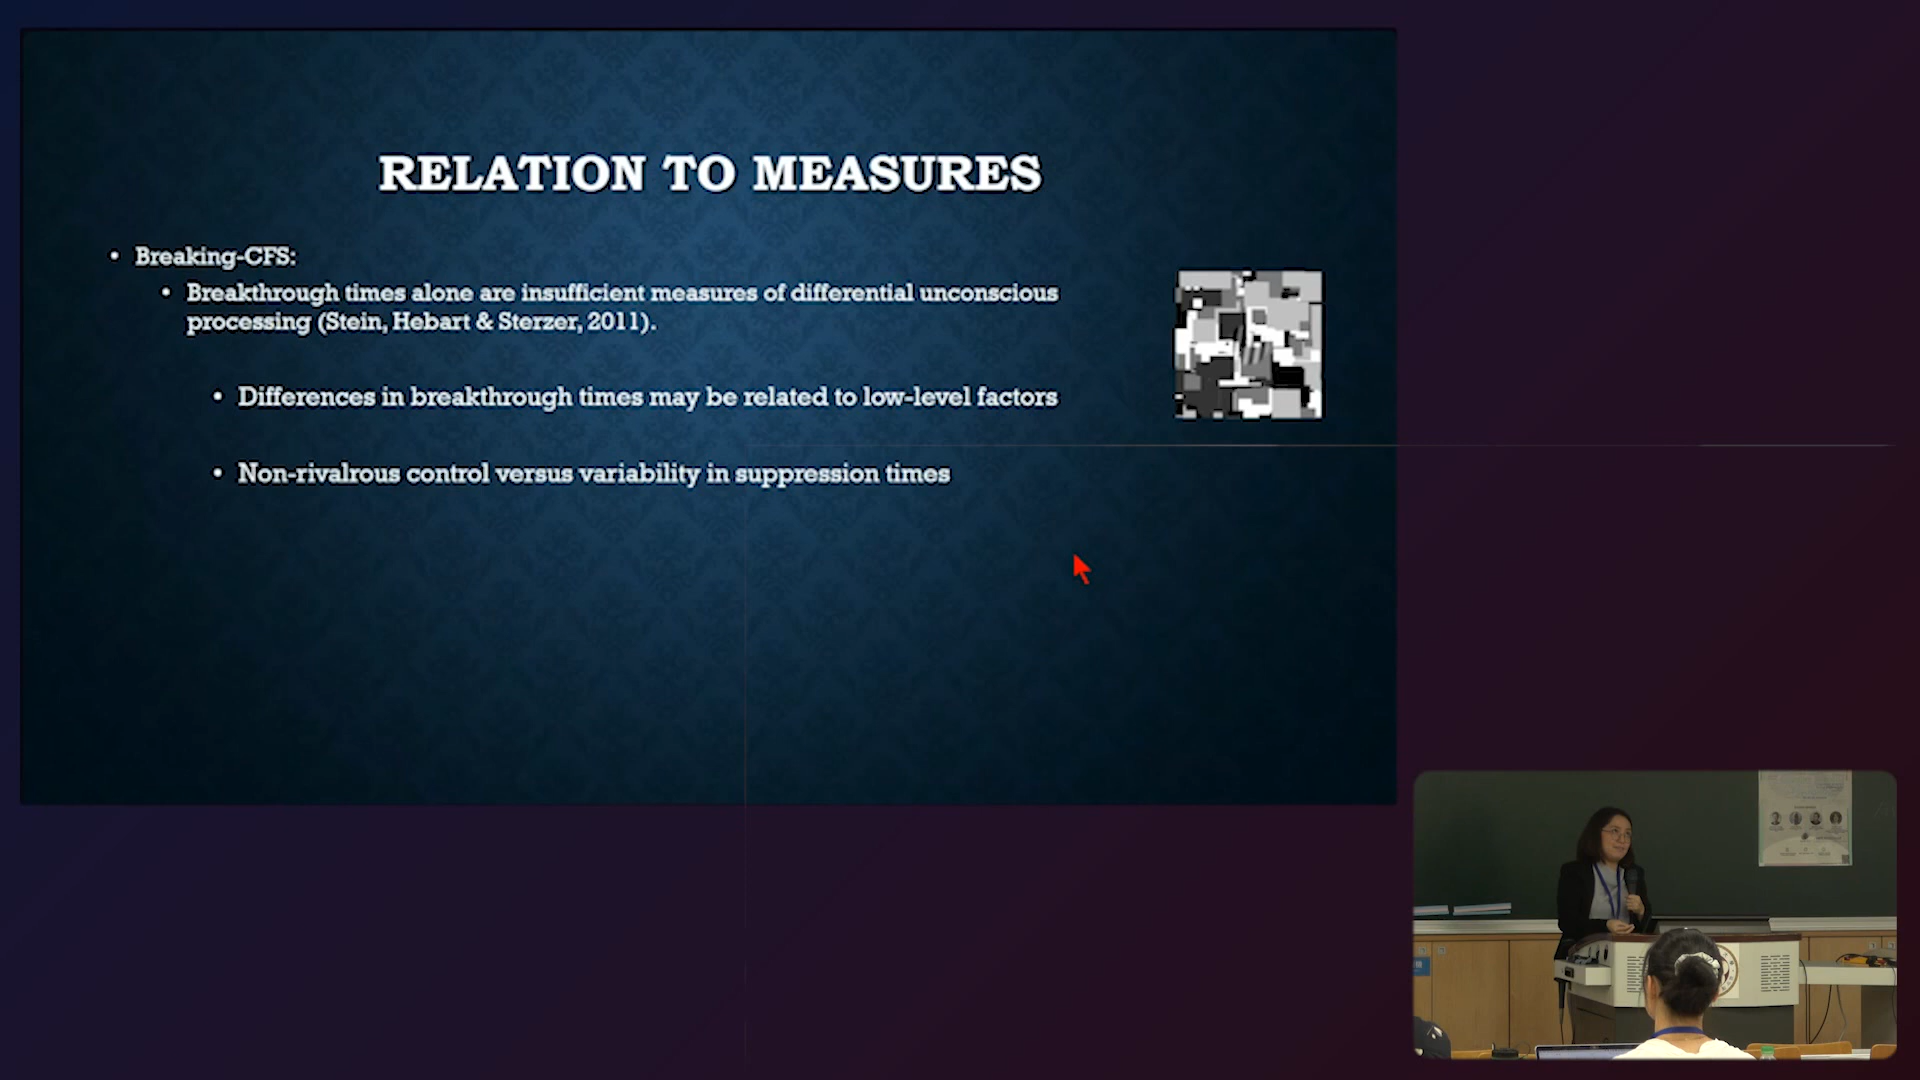 RELATION TO MEASURES
• Breaking-CFS:
• Breakthrough times alone are insufficient measures of differential unconscious
processing (Stein, Hebart & Sterzer, 2011).
• Differences in breakthrough times may be related to low-level factors
• Non-rivalrous control versus variability in suppression times